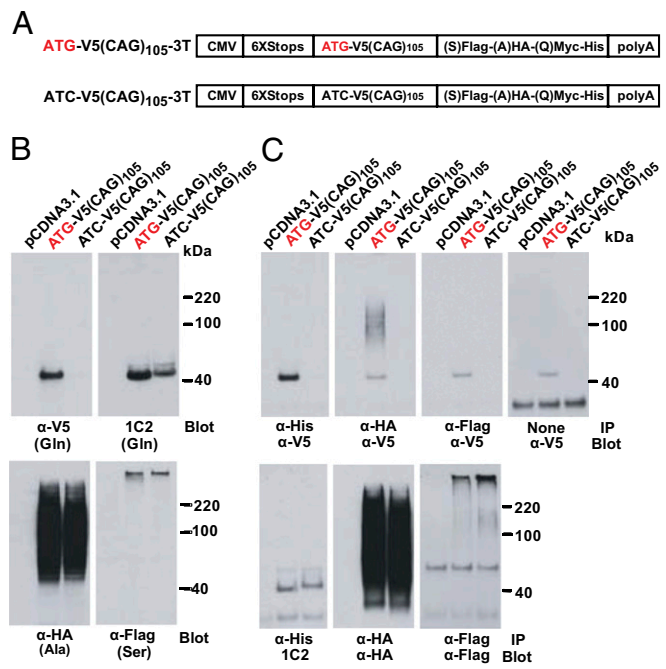 A
ATG-V5(CAG)105-3T CMV 6XStops ATG-V5(CAG)105 (S)Flag-(A)HA-(Q)Myc-His polyA
ATC-V5(CAG)105-3T CMV 6XStops ATC-V5(CAG)105 (S)Flag-(A)HA-(Q)Myc-His polyA
B
pCDNA3.1
ATG-V5(CAG)105
ATC-V5(CAG)105
pCDNA3.1
ATG-V5(CAG)105
ATC-V5(CAG)105
kDa
220
100
40
α-V5 1C2 Blot
(Gln) (Gln)
220
100
40
α-HA α-Flag Blot
(Ala) (Ser)
C
pCDNA3.1
ATG-V5(CAG)105
ATC-V5(CAG)105
pCDNA3.1
ATG-V5(CAG)105
ATC-V5(CAG)105
pCDNA3.1
ATG-V5(CAG)105
ATC-V5(CAG)105
pCDNA3.1
ATG-V5(CAG)105
ATC-V5(CAG)105
kDa
220
100
40
α-His α-HA α-Flag None IP
α-V5 α-V5 α-V5 α-V5 Blot
220
100
40
α-His α-HA α-Flag IP
1C2 α-HA α-Flag Blot